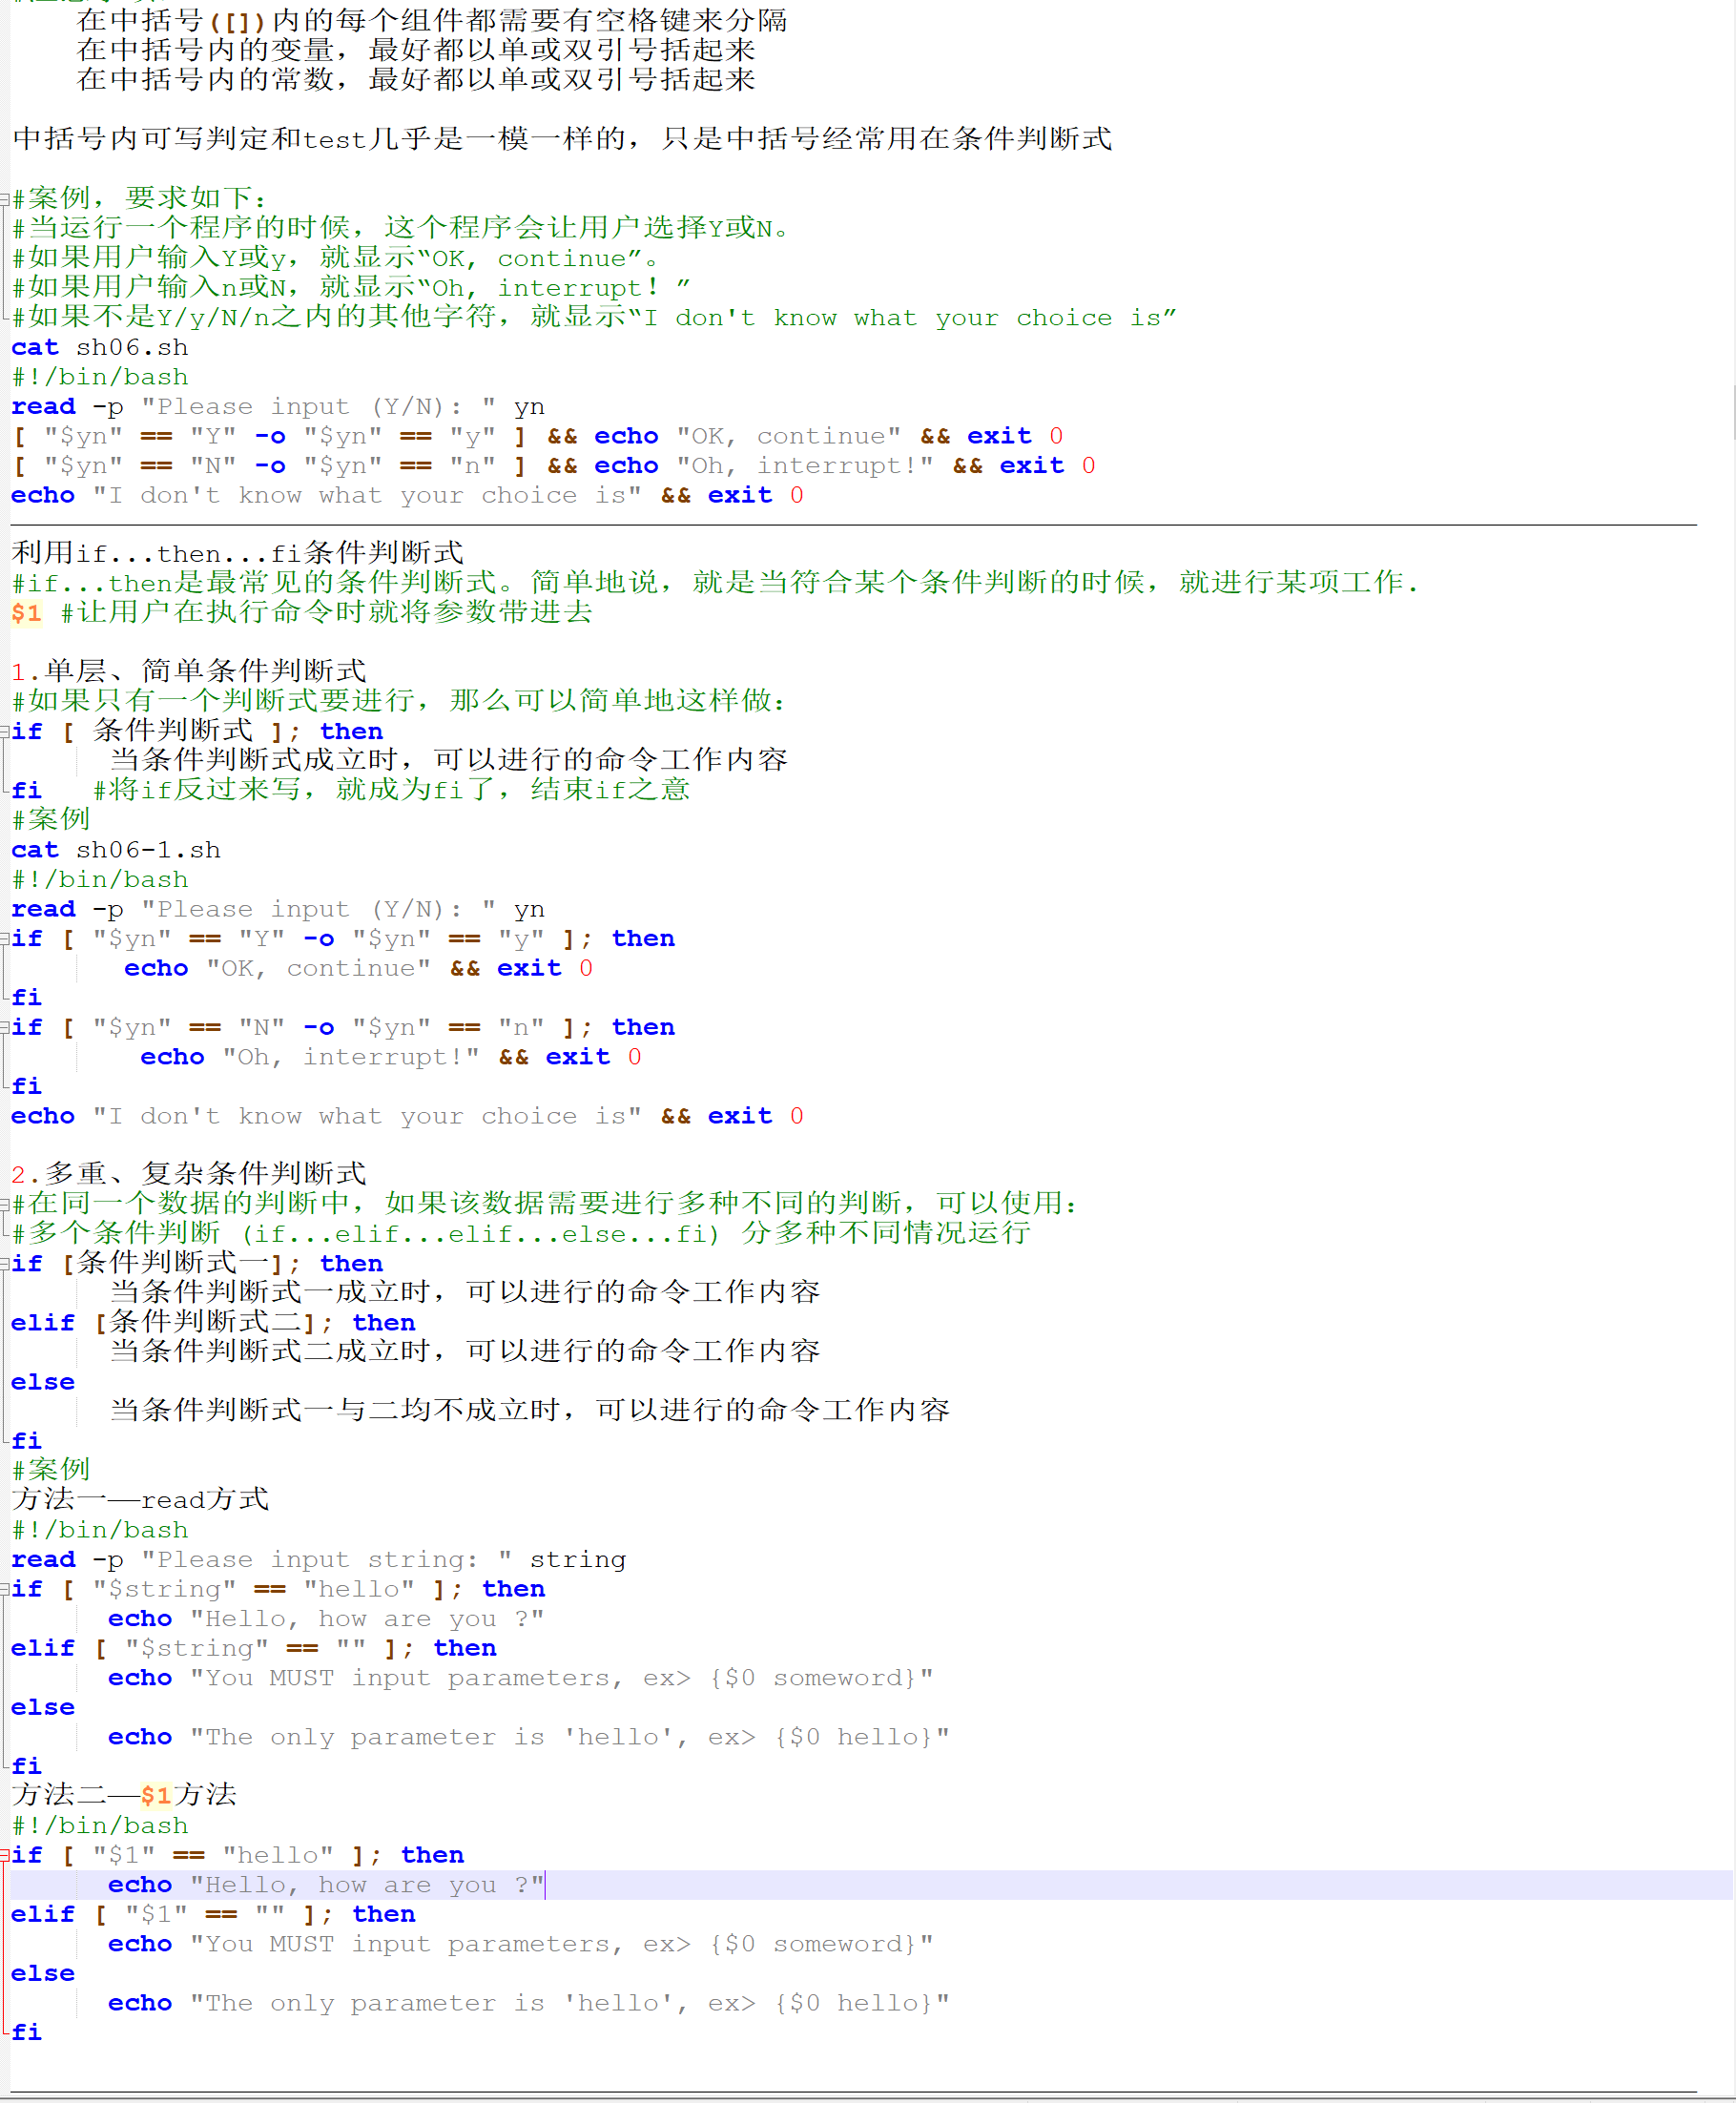 在中括号([])内的每个组件都需要有空格键来分隔
在中括号内的变量，最好都以单或双引号括起来
在中括号内的常数，最好都以单或双引号括起来
中括号内可写判定和test几乎是一模一样的，只是中括号经常用在条件判断式
#案例，要求如下：
#当运行一个程序的时候，这个程序会让用户选择Y或N。
#如果用户输入Y或y，就显示“OK, continue”。
#如果用户输入n或N，就显示“Oh, interrupt！”
#如果不是Y/y/N/n之内的其他字符，就显示“I don't know what your choice is”
cat sh06.sh
#!/bin/bash
read -p "Please input (Y/N): " yn
[ "$yn" == "Y" -o "$yn" == "y" ] && echo "OK, continue" && exit 0
[ "$yn" == "N" -o "$yn" == "n" ] && echo "Oh, interrupt!" && exit 0
echo "I don't know what your choice is" && exit 0
利用if...then...fi条件判断式
#if...then是最常见的条件判断式。简单地说，就是当符合某个条件判断的时候，就进行某项工作.
$1 #让用户在执行命令时就将参数带进去
1.单层、简单条件判断式
#如果只有一个判断式要进行，那么可以简单地这样做：
if [ 条件判断式 ]; then
当条件判断式成立时，可以进行的命令工作内容
fi #将if反过来写，就成为fi了，结束if之意
#案例
cat sh06-1.sh
#!/bin/bash
read -p "Please input (Y/N): " yn
if [ "$yn" == "Y" -o "$yn" == "y" ]; then
echo "OK, continue" && exit 0
fi
if [ "$yn" == "N" -o "$yn" == "n" ]; then
echo "Oh, interrupt!" && exit 0
fi
echo "I don't know what your choice is" && exit 0
2.多重、复杂条件判断式
#在同一个数据的判断中，如果该数据需要进行多种不同的判断，可以使用：
#多个条件判断 (if...elif...elif...else...fi) 分多种不同情况运行
if [条件判断式一]; then
当条件判断式一成立时，可以进行的命令工作内容
elif [条件判断式二]; then
当条件判断式二成立时，可以进行的命令工作内容
else
当条件判断式一与二均不成立时，可以进行的命令工作内容
fi
#案例
方法一——read方式
#!/bin/bash
read -p "Please input string: " string
if [ "$string" == "hello" ]; then
echo "Hello, how are you ?"
elif [ "$string" == "" ]; then
echo "You MUST input parameters, ex> {$0 someword}"
else
echo "The only parameter is 'hello', ex> {$0 hello}"
fi
方法二——$1方法
#!/bin/bash
if [ "$1" == "hello" ]; then
echo "Hello, how are you ?"
elif [ "$1" == "" ]; then
echo "You MUST input parameters, ex> {$0 someword}"
else
echo "The only parameter is 'hello', ex> {$0 hello}"
fi